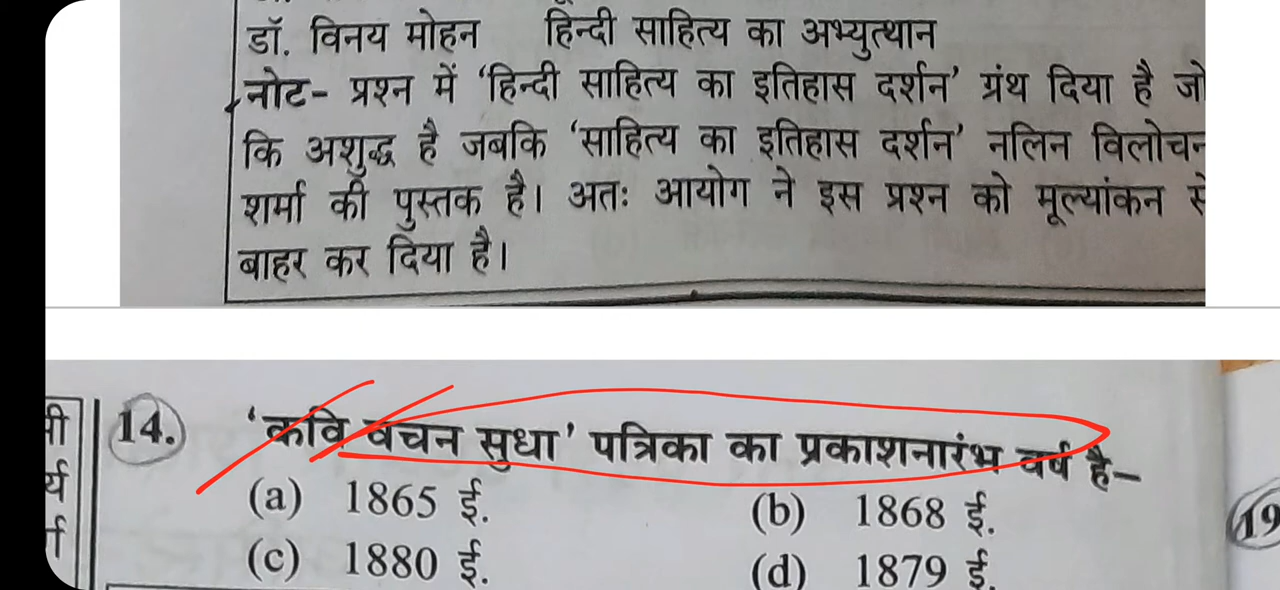 डॉ. विनय मोहन हिन्दी साहित्य का अभ्युत्थान
नोट- प्रश्न में ‘हिन्दी साहित्य का इतिहास दर्शन’ ग्रंथ दिया है जो
कि अशुद्ध है जबकि ‘साहित्य का इतिहास दर्शन’ नलिन विलोचन
शर्मा की पुस्तक है। अतः आयोग ने इस प्रश्न को मूल्यांकन से
बाहर कर दिया है।
14. ‘कवि वचन सुधा’ पत्रिका का प्रकाशनारंभ वर्ष है–
(a) 1865 ई. (b) 1868 ई.
(c) 1880 ई. (d) 1879 ई.
19